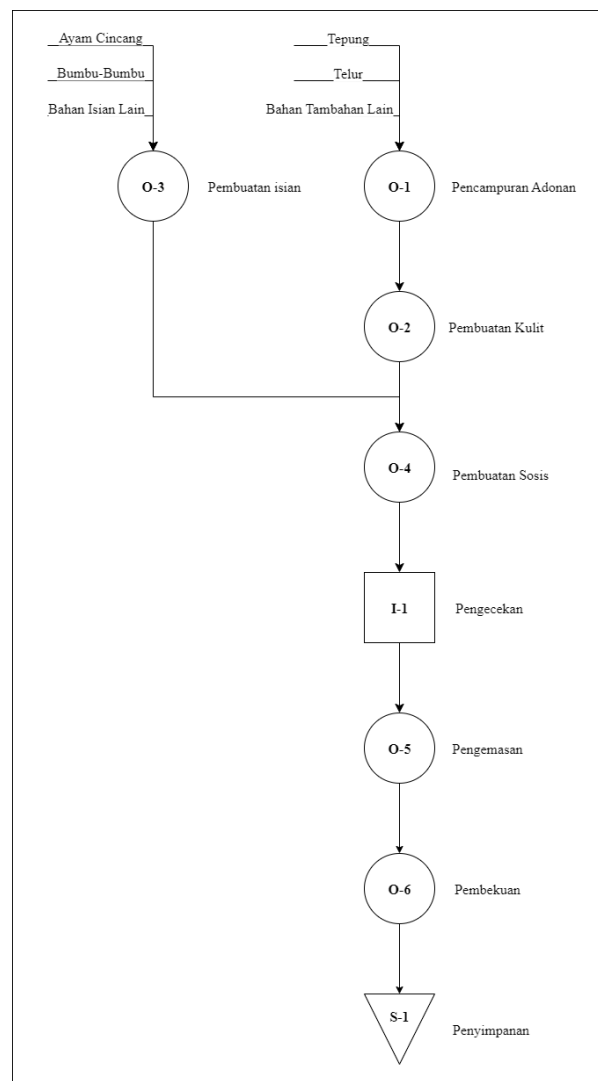 Ayam Cincang
Bumbu-Bumbu
Bahan Isian Lain
Tepung
Telur
Bahan Tambahan Lain
O-3
Pembuatan isian
O-1
Pencampuran Adonan
O-2
Pembuatan Kulit
O-4
Pembuatan Sosis
I-1
Pengecekan
O-5
Pengemasan
O-6
Pembekuan
S-1
Penyimpanan